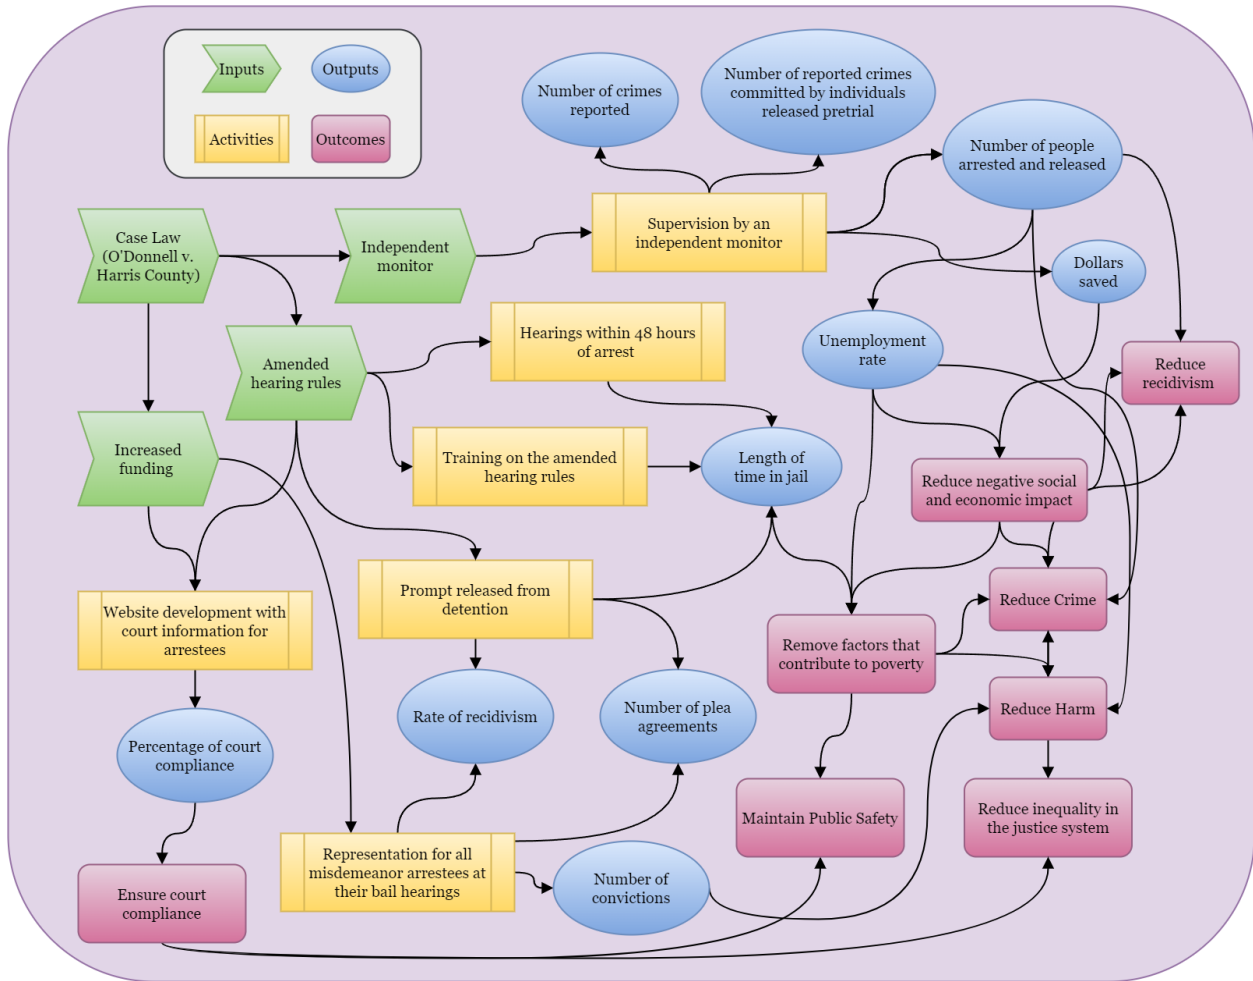 Inputs
Outputs
Activities
Outcomes
Number of crimes
reported
Number of reported crimes
committed by individuals
released pretrial
Number of people
arrested and released
Case Law
(O'Donnell v.
Harris County)
Independent
monitor
Supervision by an
independent monitor
Dollars
saved
Amended
hearing rules
Hearings within 48 hours
of arrest
Unemployment
rate
Reduce
recidivism
Increased
funding
Training on the amended
hearing rules
Length of
time in jail
Reduce negative social
and economic impact
Website development with
court information for
arrestees
Prompt released from
detention
Remove factors that
contribute to poverty
Reduce Crime
Percentage of court
compliance
Rate of recidivism
Number of plea
agreements
Reduce Harm
Maintain Public Safety
Reduce inequality in
the justice system
Ensure court
compliance
Representation for all
misdemeanor arrestees at
their bail hearings
Number of
convictions